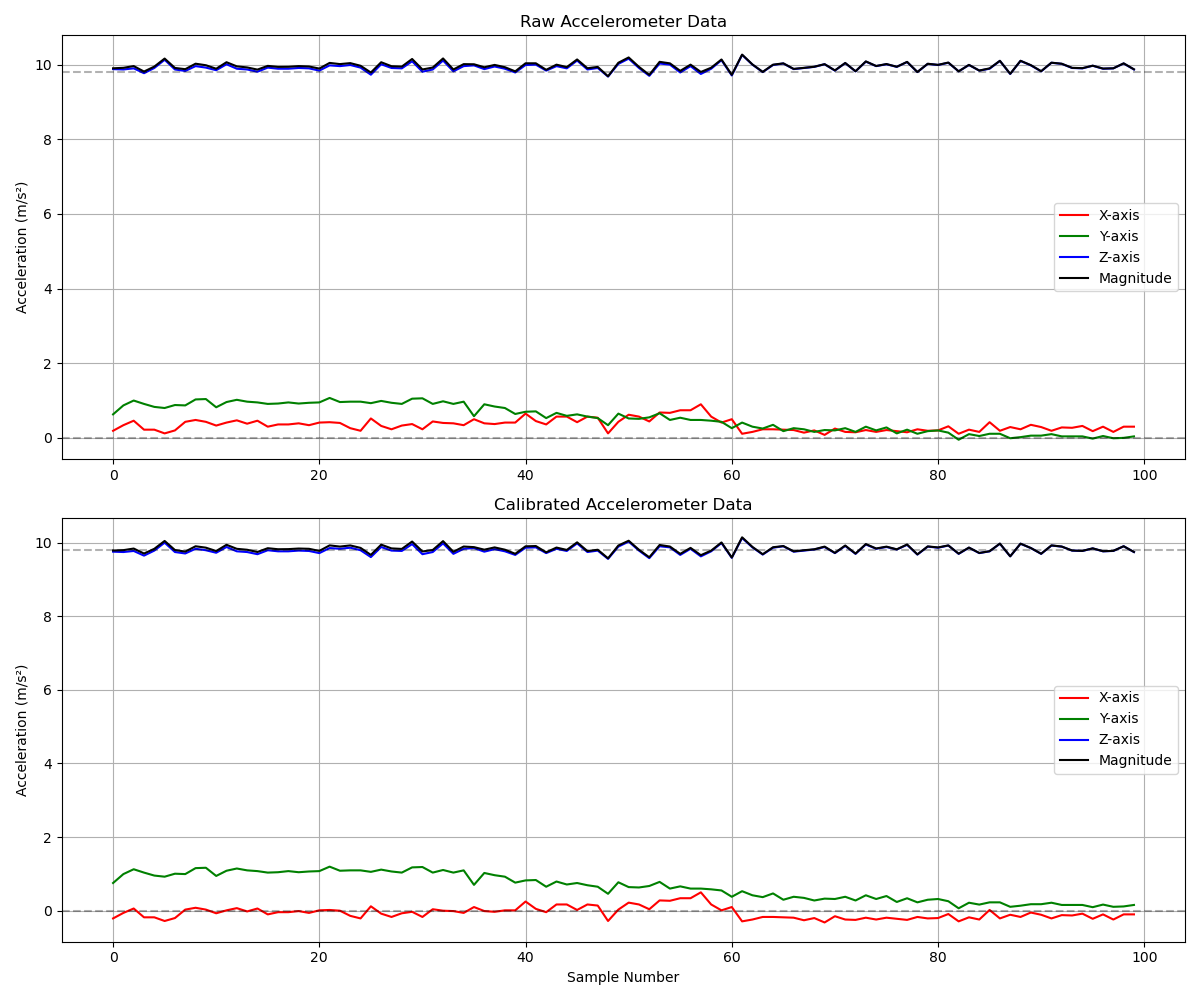 Raw Accelerometer Data
Acceleration (m/s²)
10
8
6
4
2
0
X-axis
Y-axis
Z-axis
Magnitude
0 20 40 60 80 100
Calibrated Accelerometer Data
Acceleration (m/s²)
10
8
6
4
2
0
X-axis
Y-axis
Z-axis
Magnitude
0 20 40 60 80 100
Sample Number